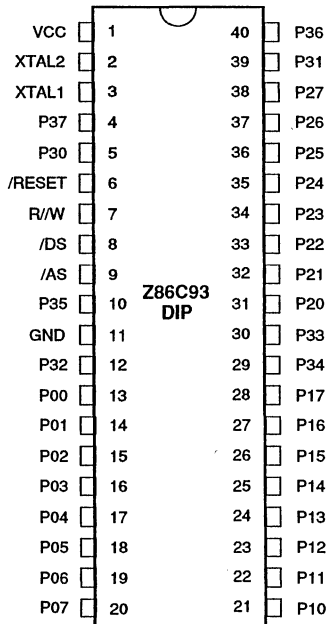 VCC 1 40 P36
XTAL2 2 39 P31
XTAL1 3 38 P27
P37 4 37 P26
P30 5 36 P25
/RESET 6 35 P24
R//W 7 34 P23
/DS 8 33 P22
/AS 9 32 P21
Z86C93
P35 10 31 P20
DIP
GND 11 30 P33
P32 12 29 P34
P00 13 28 P17
P01 14 27 P16
P02 15 26 P15
P03 16 25 P14
P04 17 24 P13
P05 18 23 P12
P06 19 22 P11
P07 20 21 P10